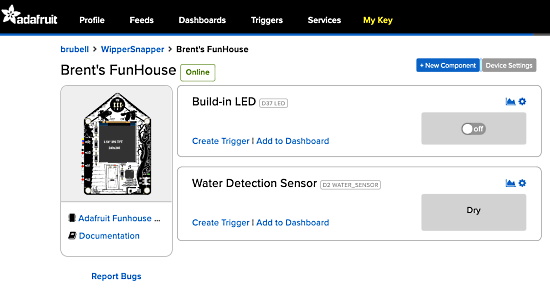 adafruit
Profile Feeds Dashboards Triggers Services My Key
brubell > WipperSnapper > Brent's FunHouse
Brent's FunHouse Online
+ New Component Device Settings
Build-in LED D37 LED
off
Create Trigger | Add to Dashboard
Water Detection Sensor D2 WATER_SENSOR
Dry
Create Trigger | Add to Dashboard
Adafruit Funhouse ...
Documentation
Report Bugs